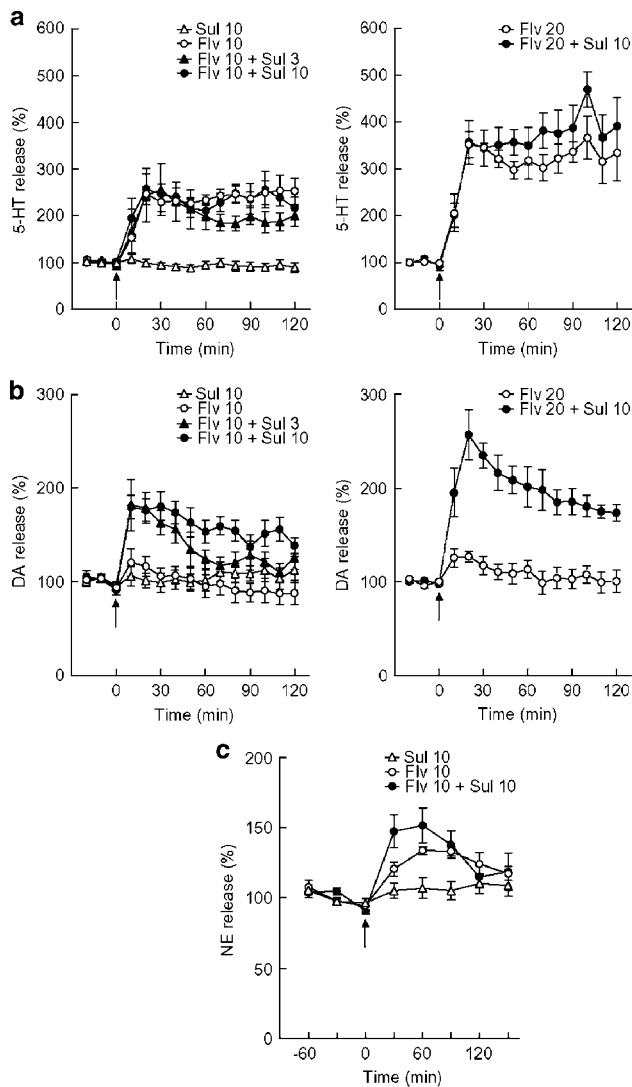 a
Sul 10
Flv 10
Flv 10 + Sul 3
Flv 10 + Sul 10
5-HT release (%)
600
500
400
300
200
100
0
0 30 60 90 120
Time (min)
Flv 20
Flv 20 + Sul 10
5-HT release (%)
600
500
400
300
200
100
0
0 30 60 90 120
Time (min)
b
Sul 10
Flv 10
Flv 10 + Sul 3
Flv 10 + Sul 10
DA release (%)
300
200
100
0
0 30 60 90 120
Time (min)
Flv 20
Flv 20 + Sul 10
DA release (%)
300
200
100
0
0 30 60 90 120
Time (min)
c
Sul 10
Flv 10
Flv 10 + Sul 10
NE release (%)
200
150
100
50
0
-60 0 60 120
Time (min)